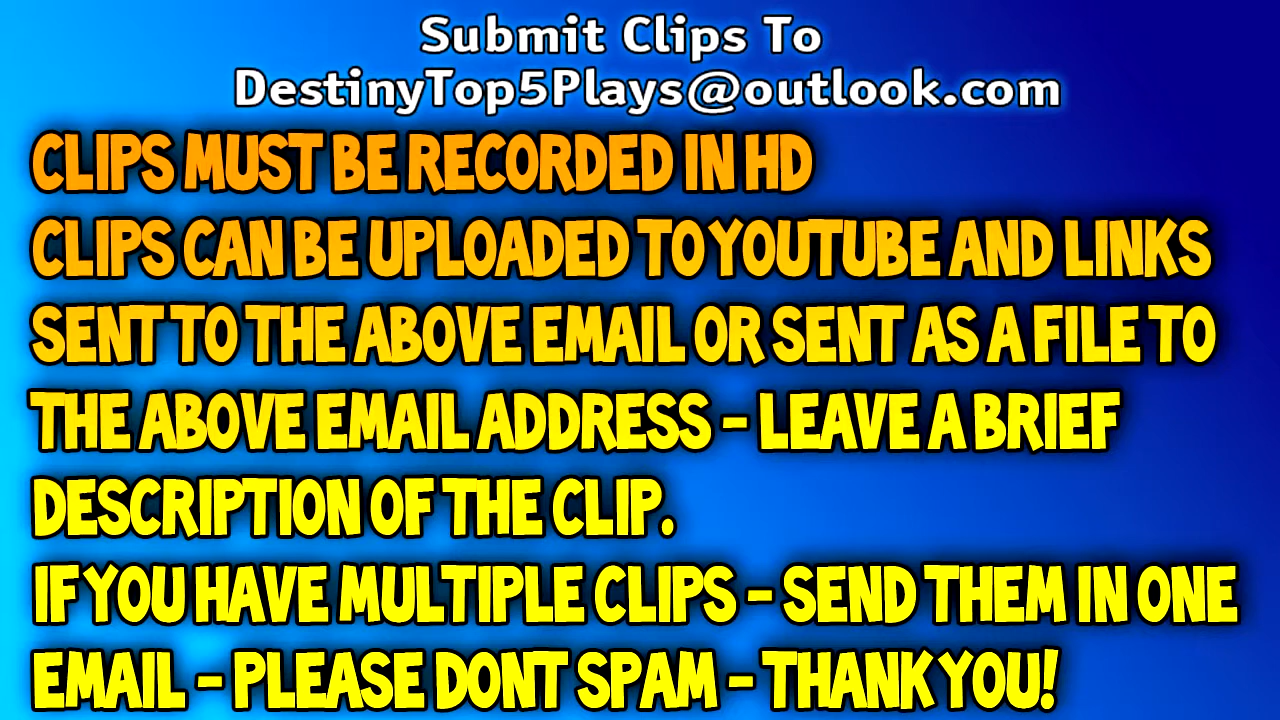 Submit Clips To
DestinyTop5Plays@outlook.com
CLIPS MUST BE RECORDED IN HD
CLIPS CAN BE UPLOADED TO YOUTUBE AND LINKS
SENT TO THE ABOVE EMAIL OR SENT AS A FILE TO
THE ABOVE EMAIL ADDRESS - LEAVE A BRIEF
DESCRIPTION OF THE CLIP.
IF YOU HAVE MULTIPLE CLIPS - SEND THEM IN ONE
EMAIL - PLEASE DONT SPAM - THANK YOU!